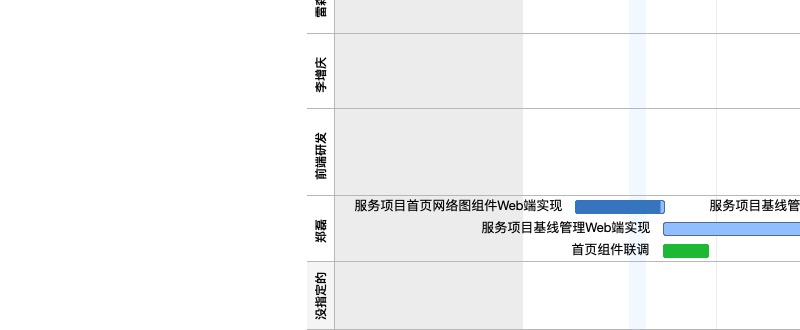 李增庆
前端研发
郑磊
服务项目首页网络图组件Web端实现
服务项目基线管
服务项目基线管理Web端实现
首页组件联调
没指定的